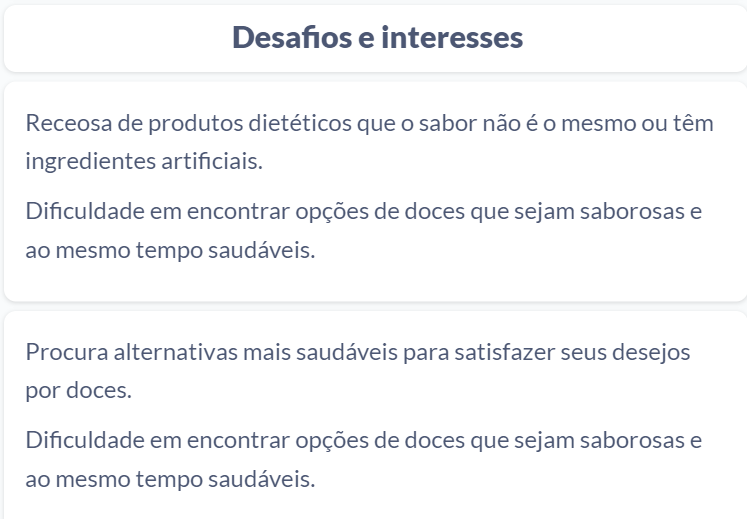 Desafios e interesses
Receosa de produtos dietéticos que o sabor não é o mesmo ou têm
ingredientes artificiais.
Dificuldade em encontrar opções de doces que sejam saborosas e
ao mesmo tempo saudáveis.
Procura alternativas mais saudáveis para satisfazer seus desejos
por doces.
Dificuldade em encontrar opções de doces que sejam saborosas e
ao mesmo tempo saudáveis.